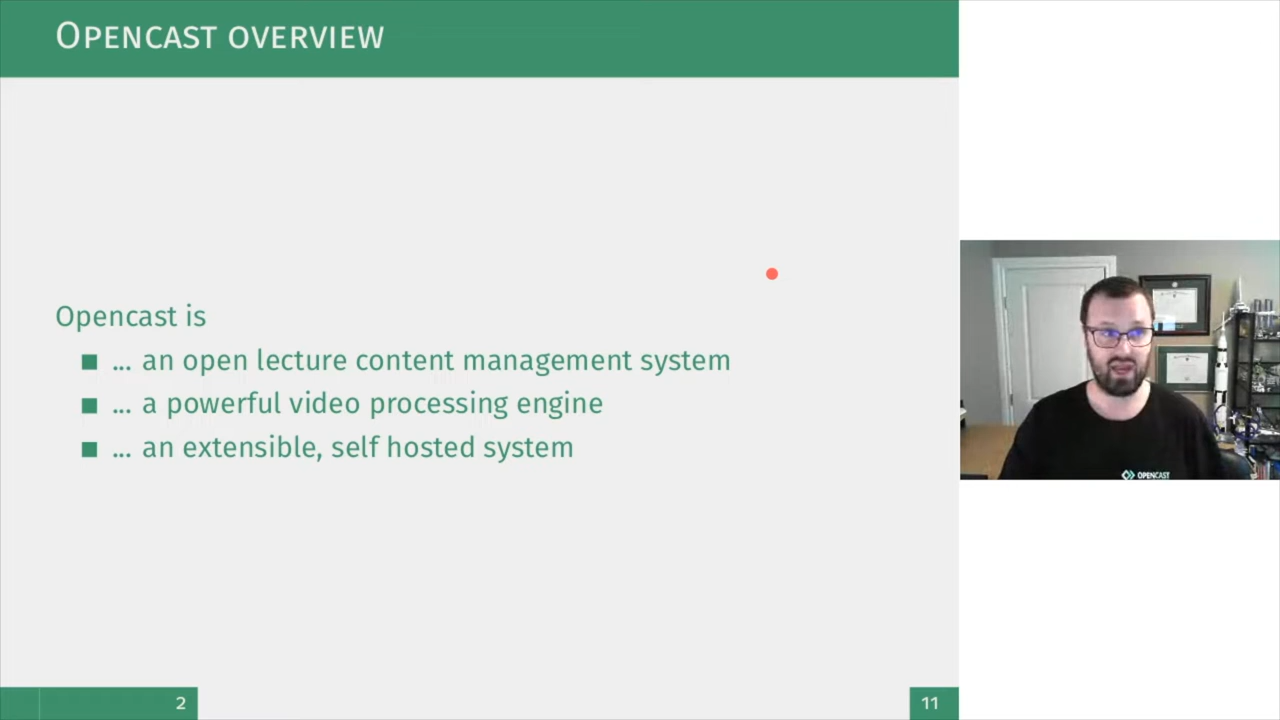 Opencast overview
Opencast is
... an open lecture content management system
... a powerful video processing engine
... an extensible, self hosted system
2
11
OPENCAST